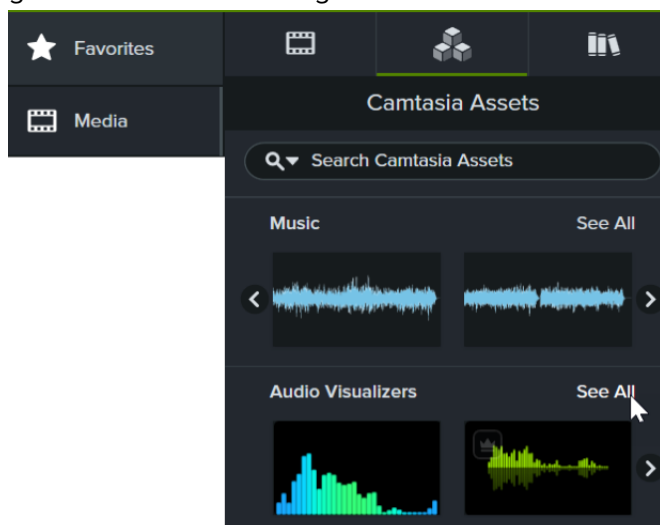 Favorites
Media
Camtasia Assets
Search Camtasia Assets
Music See All
Audio Visualizers See All